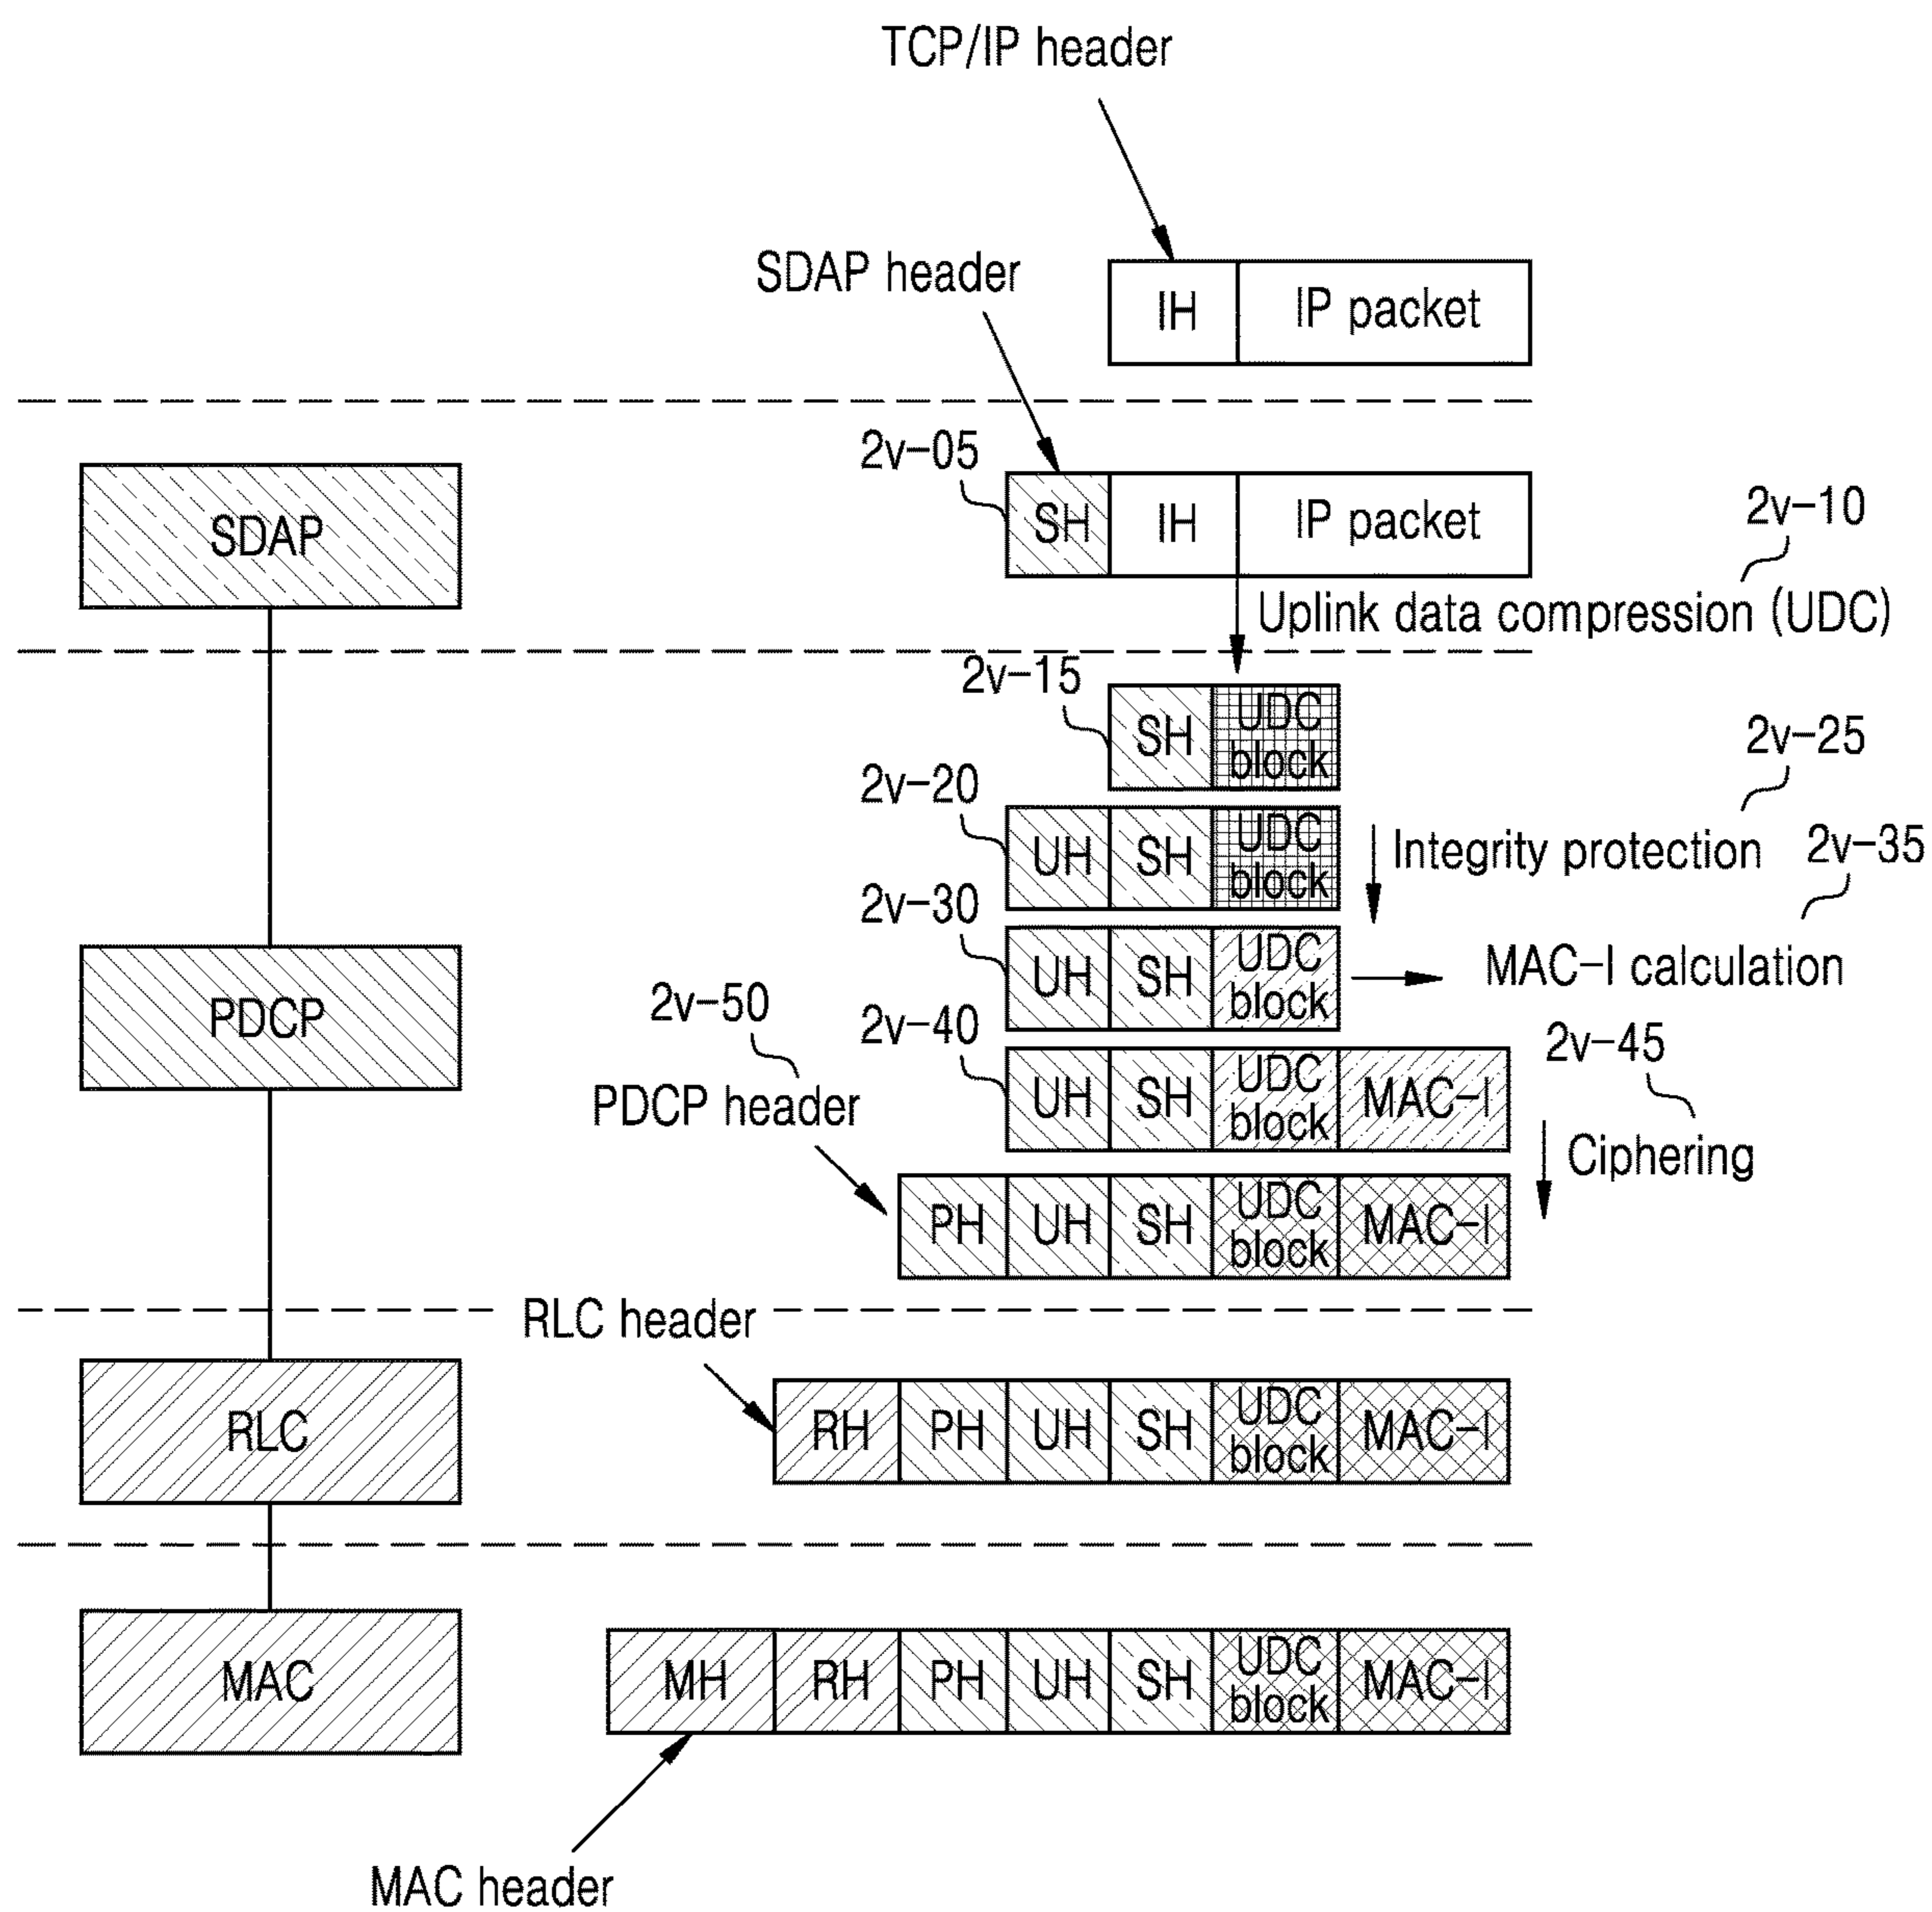 TCP/IP header
IH IP packet
SDAP header
2v-05
SDAP
SH IH IP packet
2v-10
Uplink data compression (UDC)
2v-15
SH UDC block
2v-20
UH SH UDC block
2v-25
Integrity protection
2v-30
UH SH UDC block
2v-35
MAC-I calculation
PDCP
2v-40
UH SH UDC block MAC-I
2v-45
Ciphering
2v-50
PDCP header
PH UH SH UDC block MAC-I
RLC header
RLC
RH PH UH SH UDC block MAC-I
MAC
MH RH PH UH SH UDC block MAC-I
MAC header